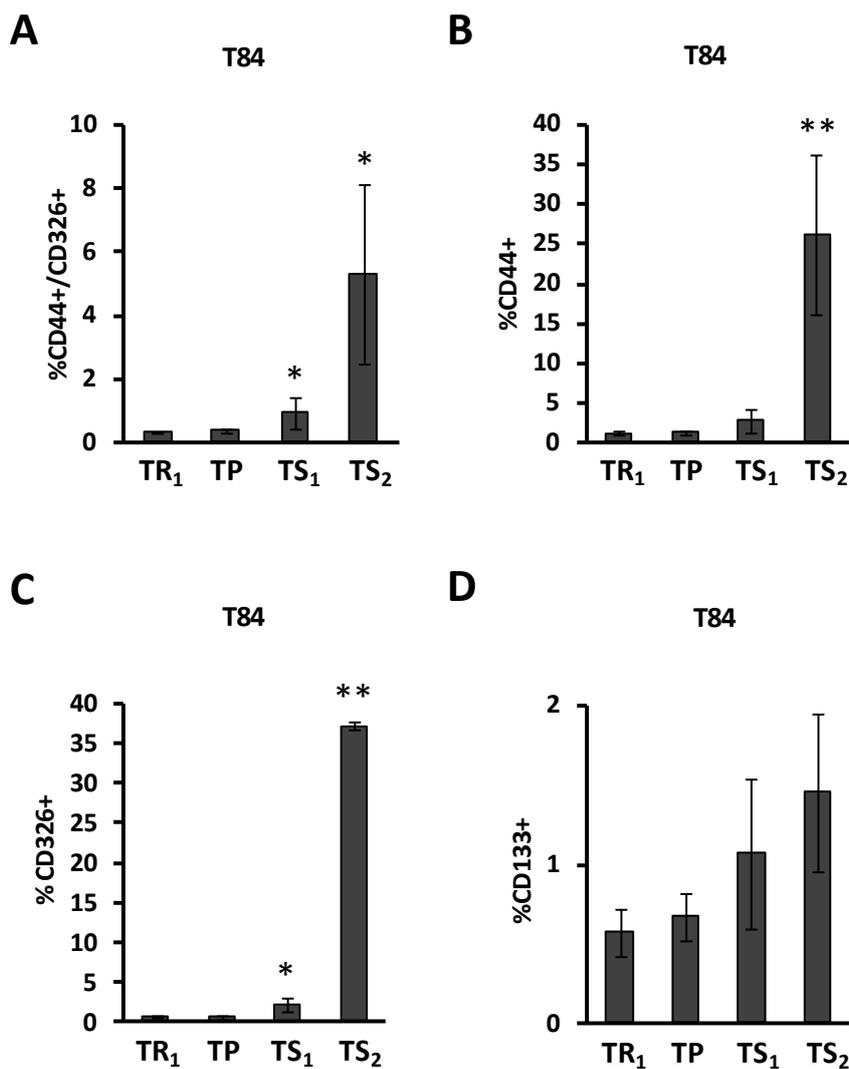 A
T84
%CD44+/CD326+
10
8
6
4
2
0
*
*
TR₁ TP TS₁ TS₂
B
T84
%CD44+
40
35
30
25
20
15
10
5
0
**
TR₁ TP TS₁ TS₂
C
T84
%CD326+
40
35
30
25
20
15
10
5
0
*
**
TR₁ TP TS₁ TS₂
D
T84
%CD133+
2
1
0
TR₁ TP TS₁ TS₂